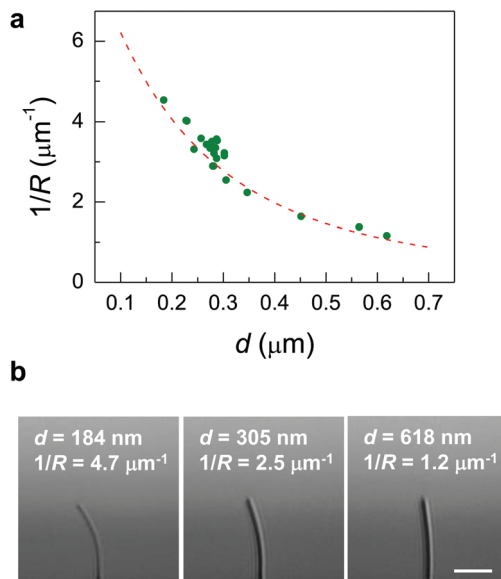 a
6
4
2
0
1/R (μm⁻¹)
0.1 0.2 0.3 0.4 0.5 0.6 0.7
d (μm)
b
d = 184 nm
1/R = 4.7 μm⁻¹
d = 305 nm
1/R = 2.5 μm⁻¹
d = 618 nm
1/R = 1.2 μm⁻¹